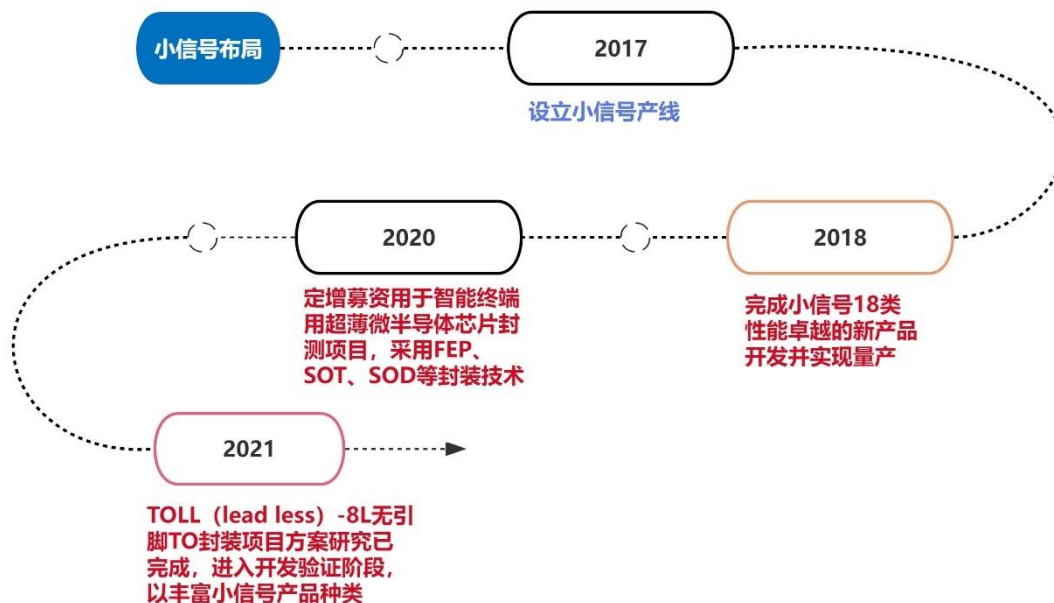 小信号布局
2017
设立小信号产线
2018
完成小信号18类
性能卓越的新产品
开发并实现量产
2020
定增募资用于智能终端
用超薄微半导体芯片封
测项目，采用FEP、
SOT、SOD等封装技术
2021
TOLL（lead less）-8L无引
脚TO封装项目方案研究已
完成，进入开发验证阶段，
以丰富小信号产品种类